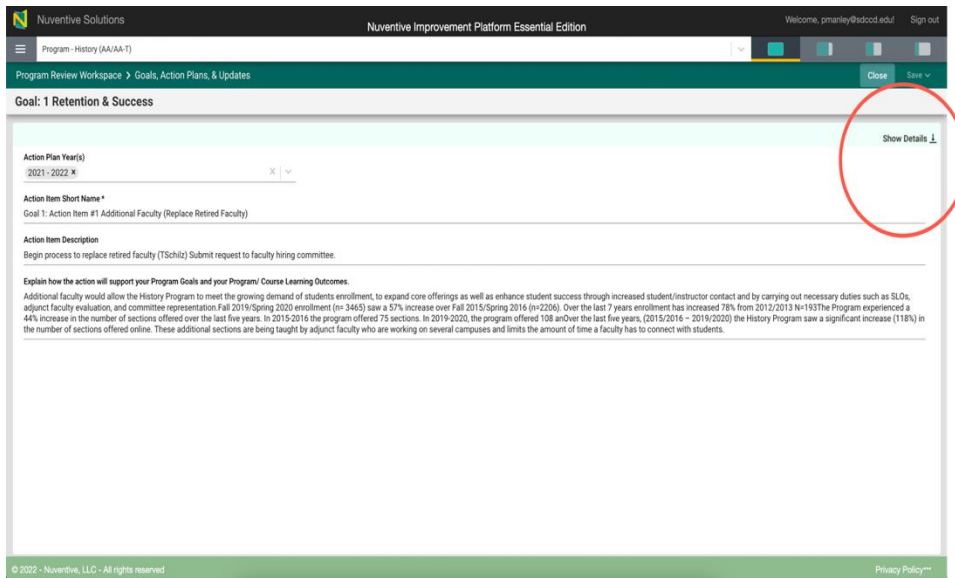 Nuventive Solutions
Nuventive Improvement Platform Essential Edition
Welcome, pmanley@sdccd.edu!
Sign out
Program - History (AA/AA-T)
Program Review Workspace > Goals, Action Plans, & Updates
Close
Save
Goal: 1 Retention & Success
Show Details
Action Plan Year(s)
2021 - 2022 x
X
Action Item Short Name *
Goal 1: Action Item #1 Additional Faculty (Replace Retired Faculty)
Action Item Description
Begin process to replace retired faculty (TSchilz) Submit request to faculty hiring committee.
Explain how the action will support your Program Goals and your Program/ Course Learning Outcomes.
Additional faculty would allow the History Program to meet the growing demand of students enrollment, to expand core offerings as well as enhance student success through increased student/instructor contact and by carrying out necessary duties such as SLOs,
adjunct faculty evaluation, and committee representation.Fall 2019/Spring 2020 enrollment (n= 3465) saw a 57% increase over Fall 2015/Spring 2016 (n=2206). Over the last 7 years enrollment has increased 78% from 2012/2013 N=193The Program experienced a
44% increase in the number of sections offered over the last five years. In 2015-2016 the program offered 75 sections. In 2019-2020, the program offered 108 anOver the last five years, (2015/2016 – 2019/2020) the History Program saw a significant increase (118%) in
the number of sections offered online. These additional sections are being taught by adjunct faculty who are working on several campuses and limits the amount of time a faculty has to connect with students.
© 2022 - Nuventive, LLC - All rights reserved
Privacy Policy